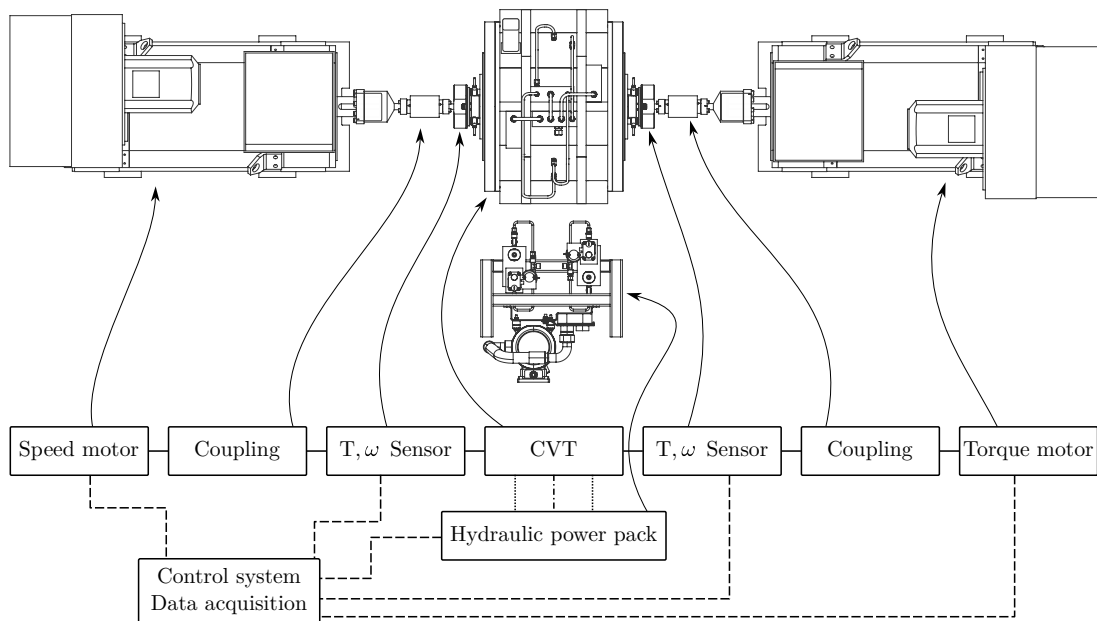 Speed motor
Coupling
T, ω Sensor
CVT
T, ω Sensor
Coupling
Torque motor
Hydraulic power pack
Control system
Data acquisition